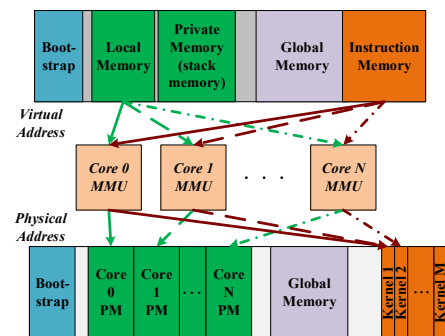 Boot-
strap
Local
Memory
Private
Memory
(stack
memory)
Global
Memory
Instruction
Memory
Virtual
Address
Core 0
MMU
Core 1
MMU
. . .
Core N
MMU
Physical
Address
Boot-
strap
Core
0
PM
Core
1
PM
...
Core
N
PM
Global
Memory
Kernel 1
Kernel 2
...
Kernel M